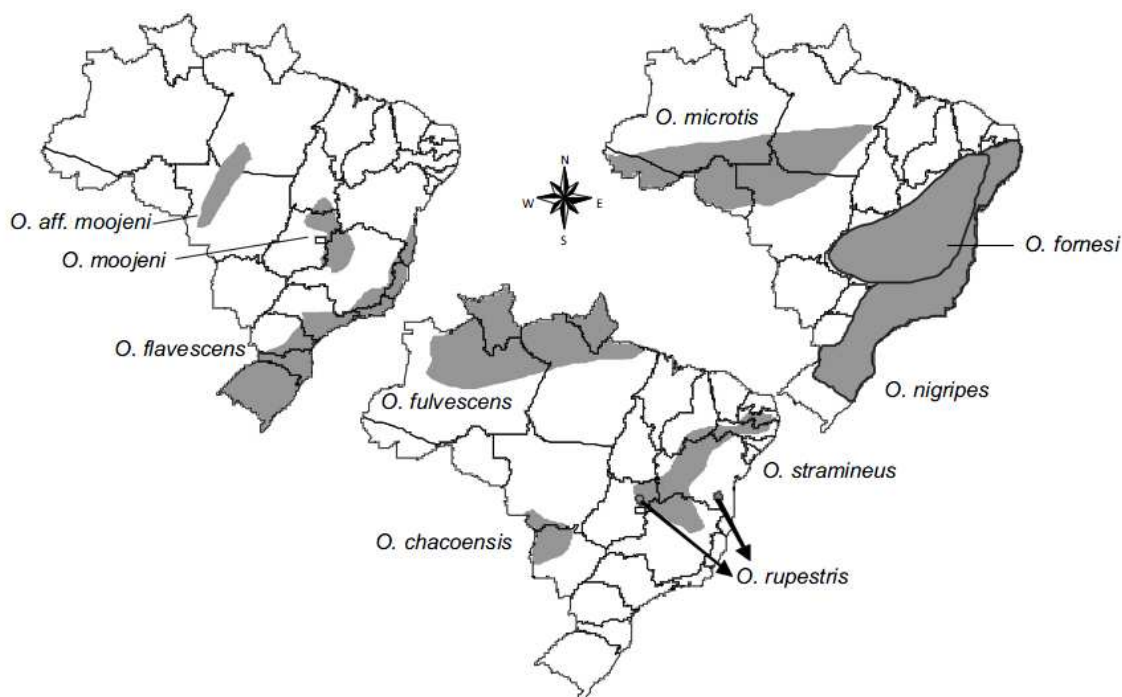 O. microtis
N
W E
S
O. aff. moojeni
O. moojeni
O. fornesi
O. flavescens
O. nigripes
O. fulvescens
O. stramineus
O. chacoensis
O. rupestris